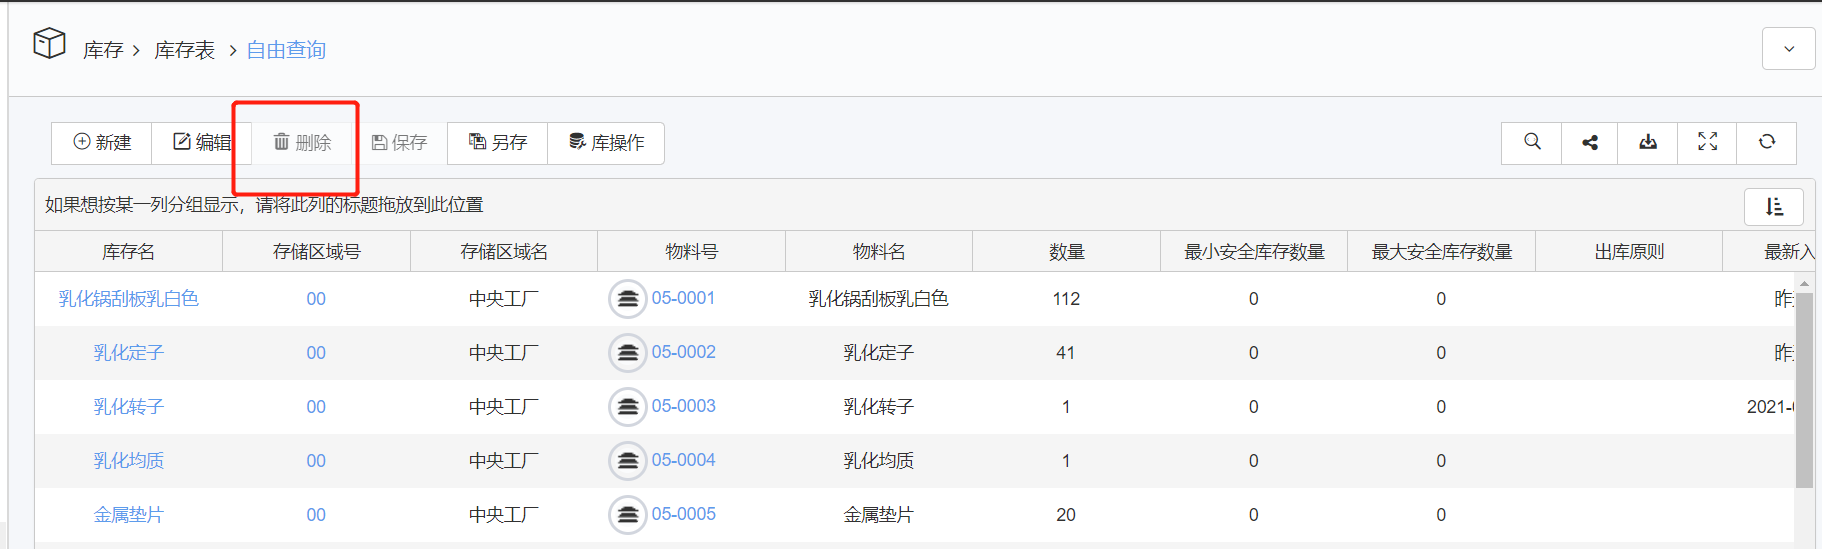 库存 > 库存表 > 自由查询
新建 编辑 删除 保存 另存 库操作
如果想按某一列分组显示，请将此列的标题拖放到此位置
库存名 存储区域号 存储区域名 物料号 物料名 数量 最小安全库存数量 最大安全库存数量 出库原则 最新入
乳化锅刮板乳白色 00 中央工厂 05-0001 乳化锅刮板乳白色 112 0 0 昨
乳化定子 00 中央工厂 05-0002 乳化定子 41 0 0 昨
乳化转子 00 中央工厂 05-0003 乳化转子 1 0 0 2021-
乳化均质 00 中央工厂 05-0004 乳化均质 1 0 0
金属垫片 00 中央工厂 05-0005 金属垫片 20 0 0